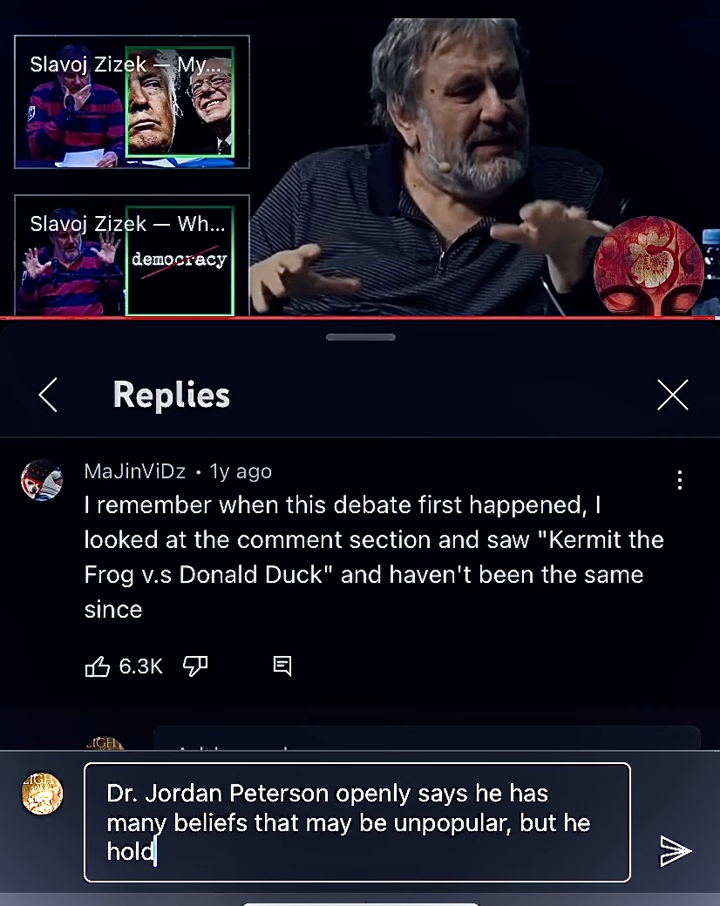 Slavoj Zizek — My...
Slavoj Zizek — Wh...
democracy
Replies
MaJinViDz • 1y ago
I remember when this debate first happened, I
looked at the comment section and saw "Kermit the
Frog v.s Donald Duck" and haven't been the same
since
6.3K
IGH
IGH
Dr. Jordan Peterson openly says he has
many beliefs that may be unpopular, but he
hold